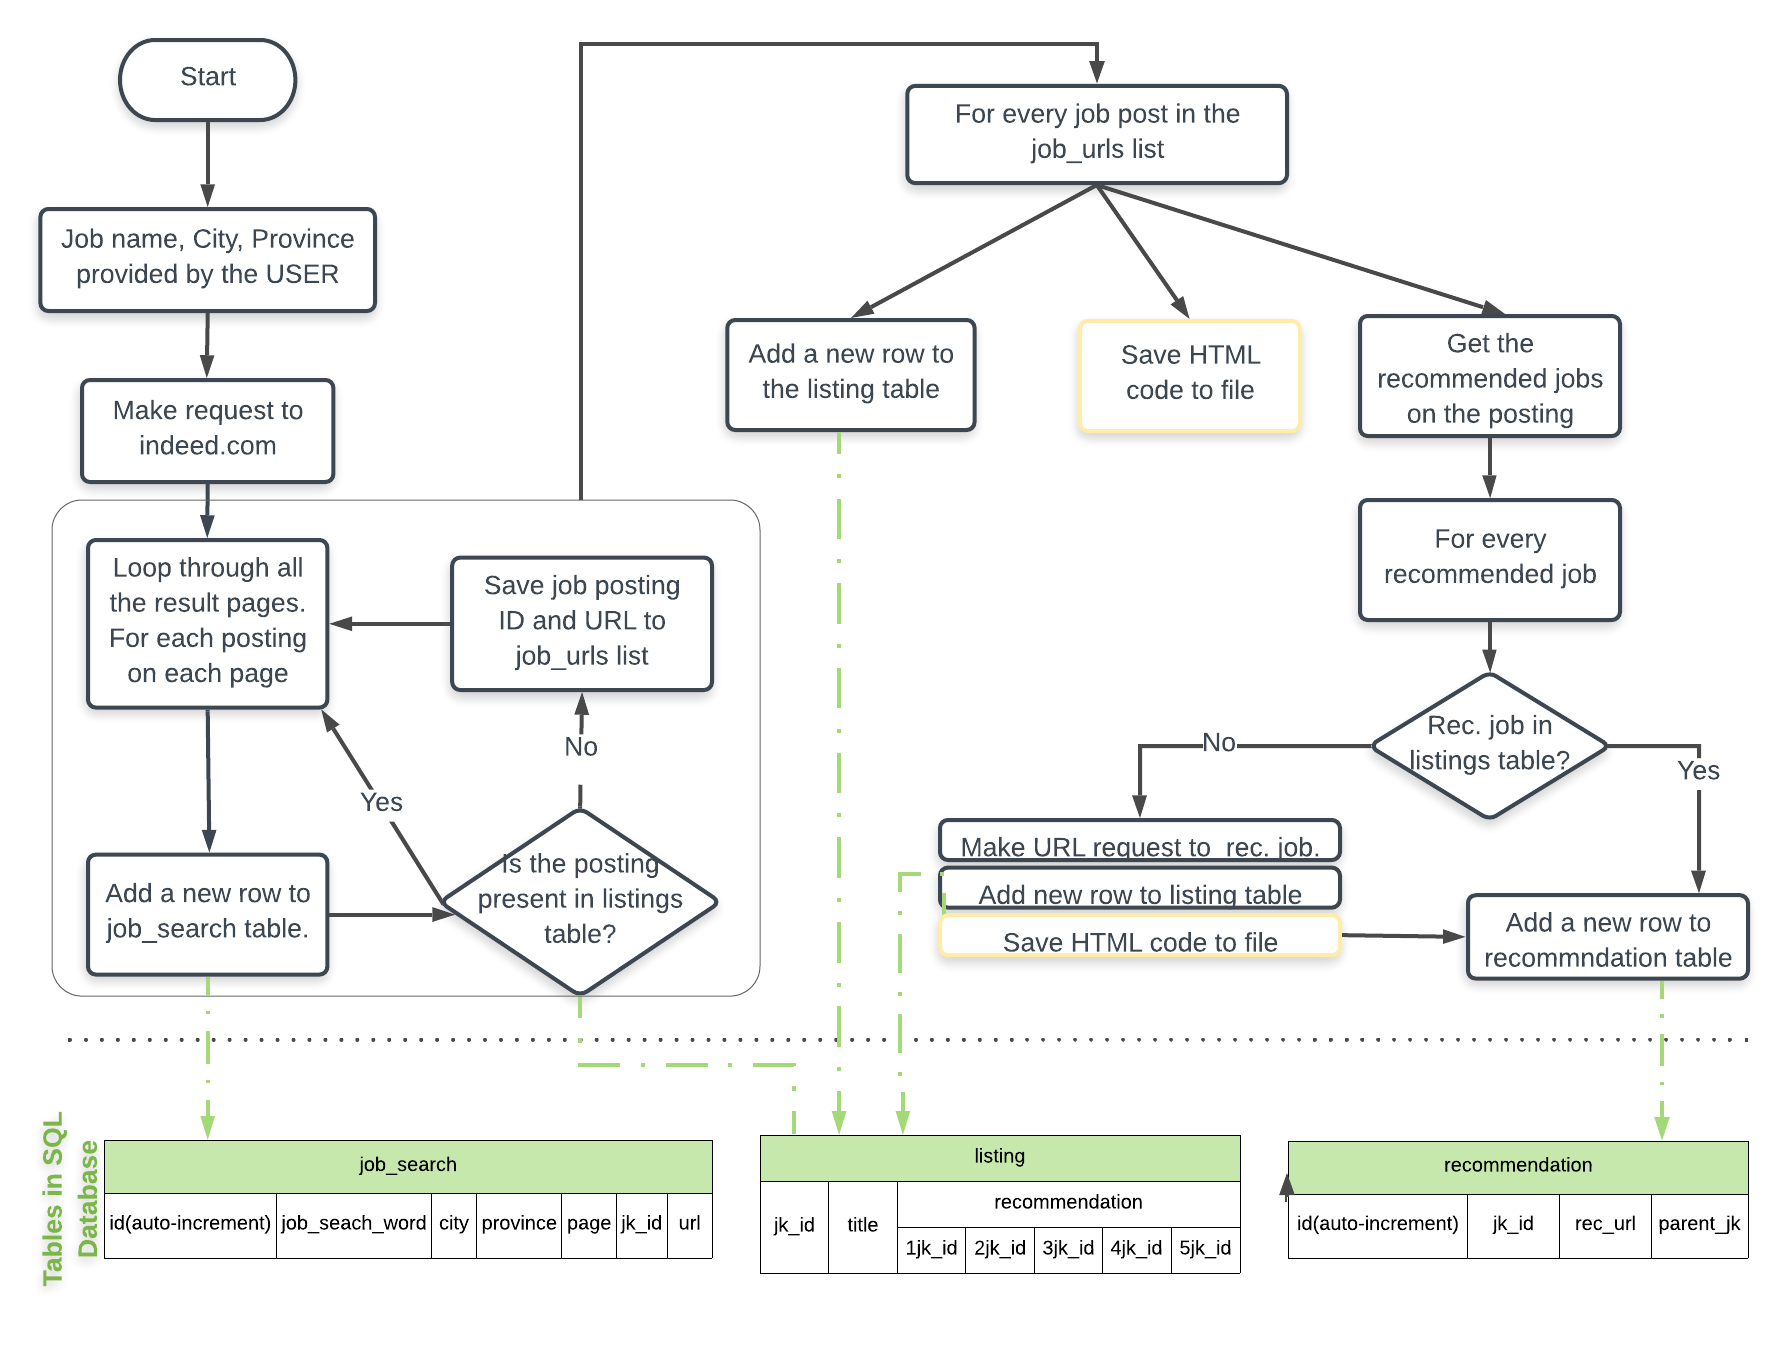 Start
Job name, City, Province
provided by the USER
Make request to
indeed.com
Loop through all
the result pages.
For each posting
on each page
Save job posting
ID and URL to
job_urls list
No
Yes
Add a new row to
job_search table.
Is the posting
present in listings
table?
For every job post in the
job_urls list
Add a new row to
the listing table
Save HTML
code to file
Get the
recommended jobs
on the posting
For every
recommended job
Rec. job in
listings table?
No
Yes
Make URL request to  rec. job.
Add new row to listing table
Save HTML code to file
Add a new row to
recommndation table
Tables in SQL
Database
job_search
id(auto-increment) job_seach_word city province page jk_id url
listing
jk_id title recommendation
1jk_id 2jk_id 3jk_id 4jk_id 5jk_id
recommendation
id(auto-increment) jk_id rec_url parent_jk